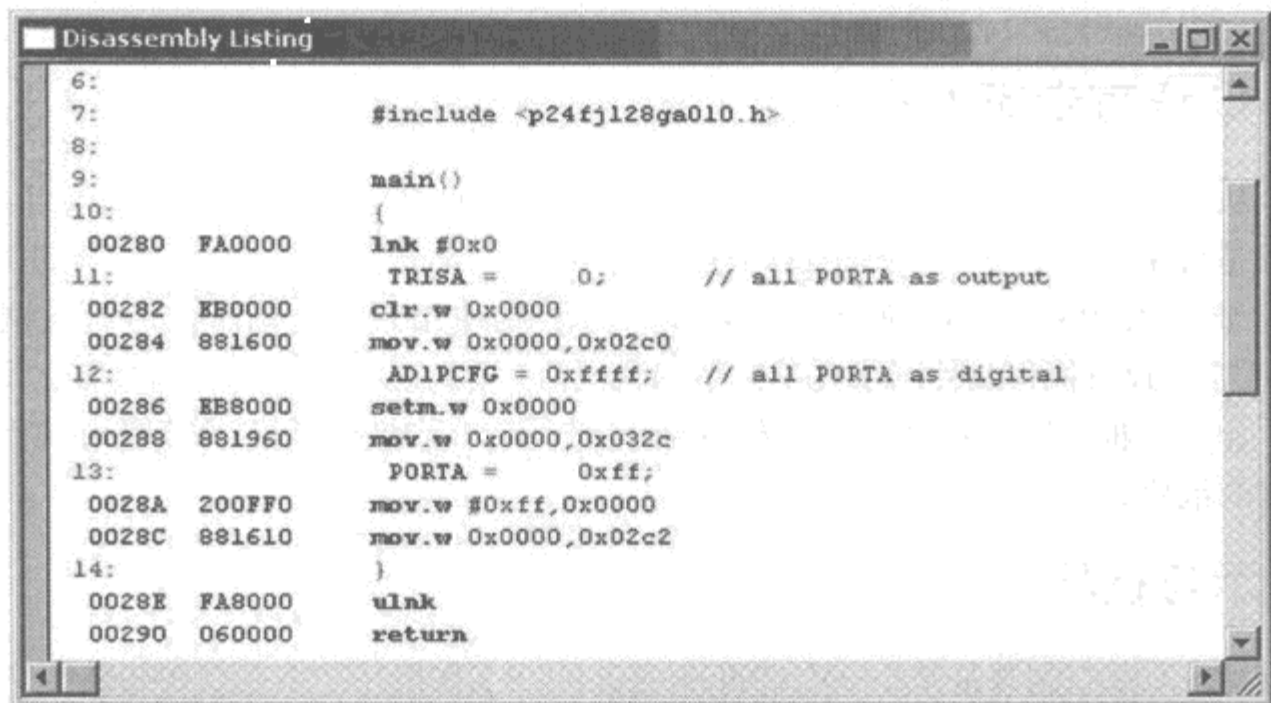 Disassembly Listing
6:
7: #include <p24fj128ga010.h>
8:
9: main()
10: {
00280 FA0000 lnk #0x0
11: TRISA = 0; // all PORTA as output
00282 EB0000 clr.w 0x0000
00284 881600 mov.w 0x0000,0x02c0
12: AD1PCFG = 0xffff; // all PORTA as digital
00286 EB8000 setm.w 0x0000
00288 881960 mov.w 0x0000,0x032c
13: PORTA = 0xff;
0028A 200FF0 mov.w #0xff,0x0000
0028C 881610 mov.w 0x0000,0x02c2
14: }
0028E FA8000 ulnk
00290 060000 return